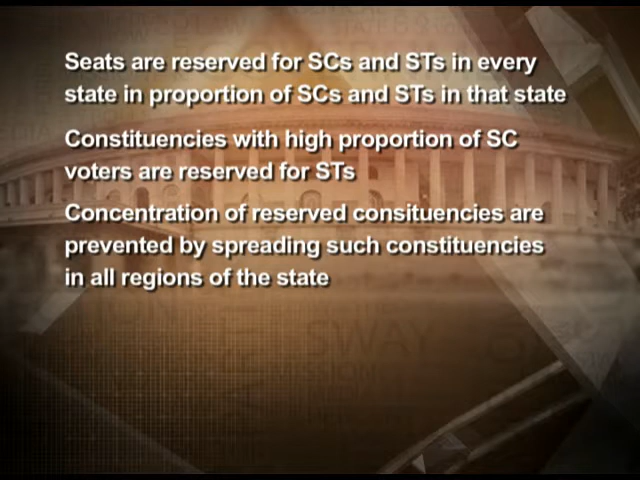 Seats are reserved for SCs and STs in every
state in proportion of SCs and STs in that state
Constituencies with high proportion of SC
voters are reserved for STs
Concentration of reserved consituencies are
prevented by spreading such constituencies
in all regions of the state
SWAY